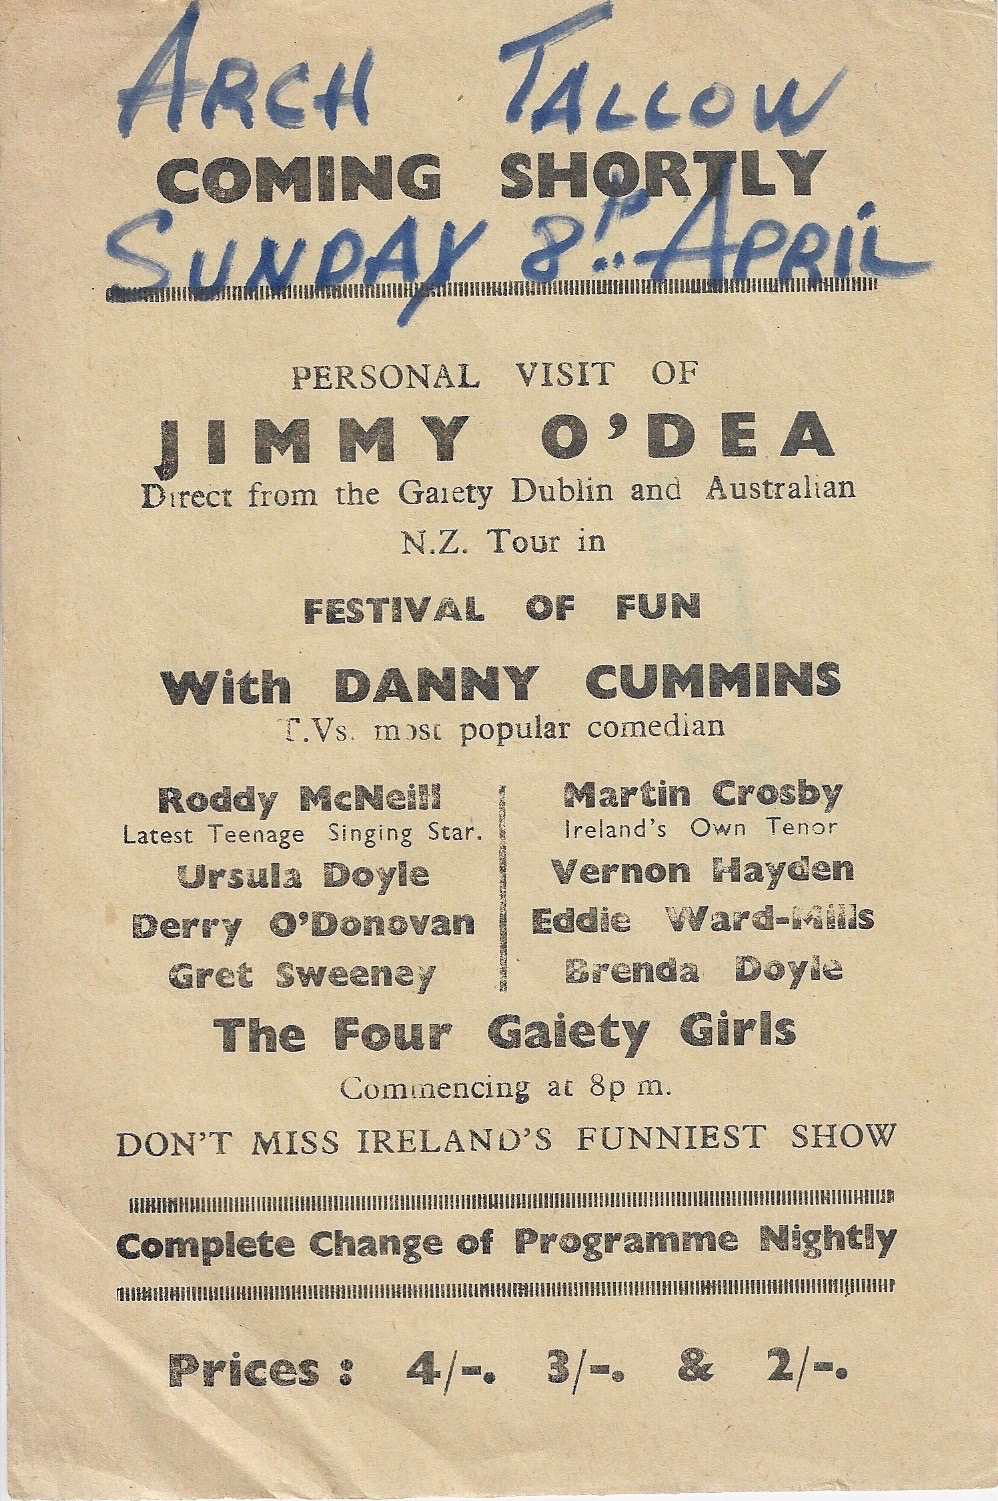 ARCH TALLOW
COMING SHORTLY
SUNDAY 8P.. APRIL
PERSONAL VISIT OF
JIMMY O'DEA
Direct from the Gaiety Dublin and Australian
N.Z. Tour in
FESTIVAL OF FUN
With DANNY CUMMINS
T.Vs. most popular comedian
Roddy McNeill
Latest Teenage Singing Star.
Ursula Doyle
Derry O'Donovan
Gret Sweeney
Martin Crosby
Ireland's Own Tenor
Vernon Hayden
Eddie Ward-Mills
Brenda Doyle
The Four Gaiety Girls
Commencing at 8p m.
DON'T MISS IRELAND'S FUNNIEST SHOW
Complete Change of Programme Nightly
Prices : 4/-. 3/-. & 2/-.